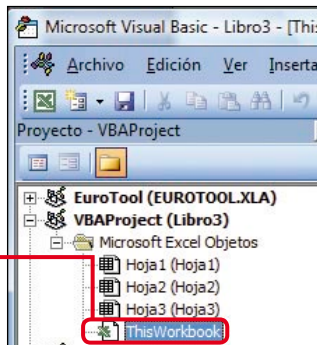 Microsoft Visual Basic - Libro3 - [This
Archivo Edición Ver Inserta
Proyecto - VBAProject
EuroTool (EUROTOOL.XLA)
VBAProject (Libro3)
Microsoft Excel Objetos
Hoja1 (Hoja1)
Hoja2 (Hoja2)
Hoja3 (Hoja3)
ThisWorkbook